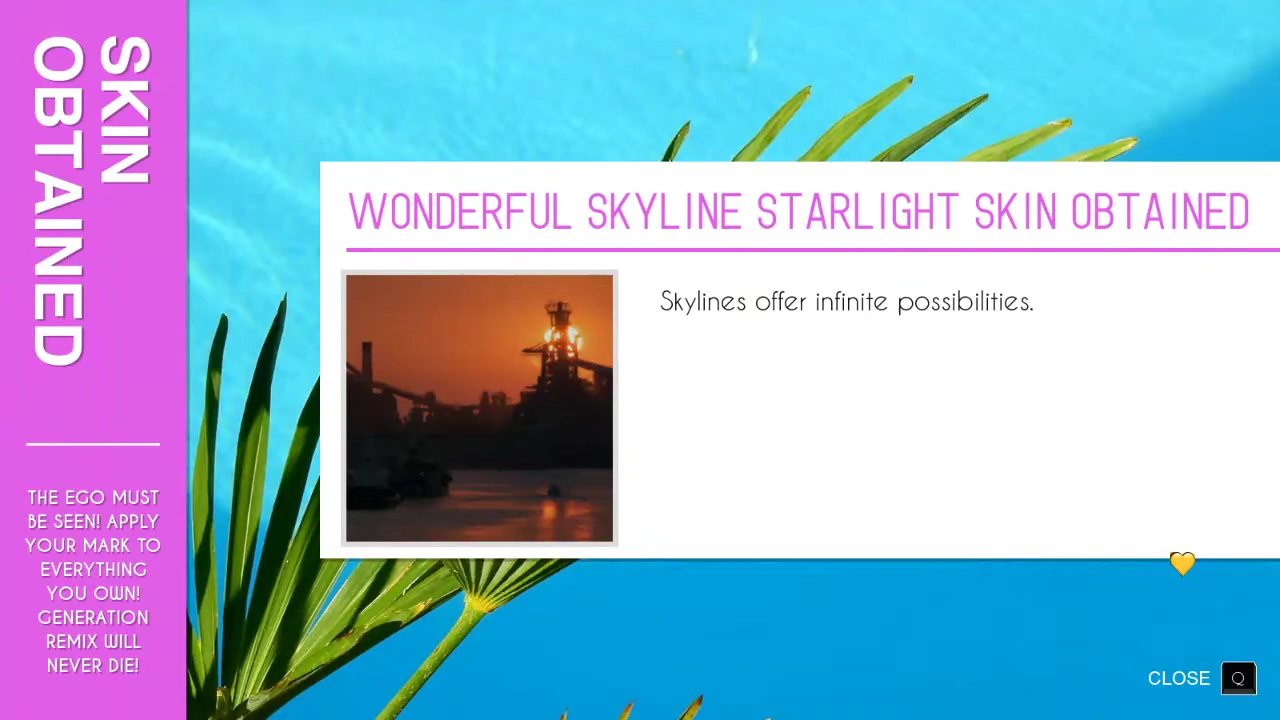 SKIN
OBTAINED
THE EGO MUST
BE SEEN! APPLY
YOUR MARK TO
EVERYTHING
YOU OWN!
GENERATION
REMIX WILL
NEVER DIE!
WONDERFUL SKYLINE STARLIGHT SKIN OBTAINED
Skylines offer infinite possibilities.
CLOSE Q